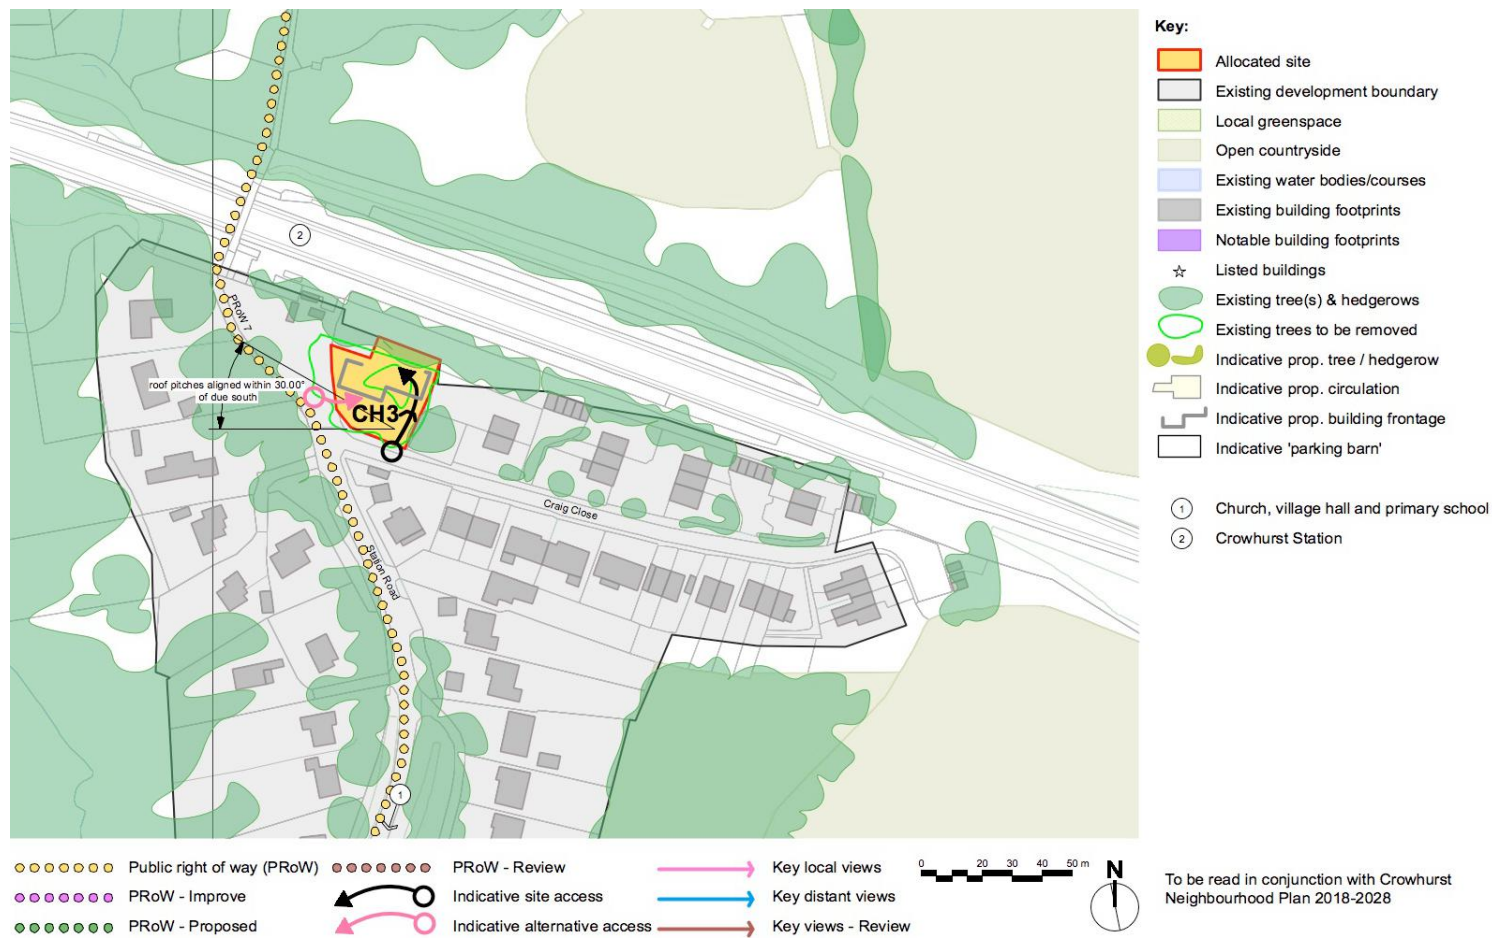 2
PRoW 7
roof pitches aligned within 30.00°
of due south
CH3
Craig Close
Station Road
1
Key:
Allocated site
Existing development boundary
Local greenspace
Open countryside
Existing water bodies/courses
Existing building footprints
Notable building footprints
Listed buildings
Existing tree(s) & hedgerows
Existing trees to be removed
Indicative prop. tree / hedgerow
Indicative prop. circulation
Indicative prop. building frontage
Indicative 'parking barn'
1 Church, village hall and primary school
2 Crowhurst Station
Public right of way (PRoW)
PRoW - Improve
PRoW - Proposed
PRoW - Review
Indicative site access
Indicative alternative access
Key local views
Key distant views
Key views - Review
0 20 30 40 50 m
N
To be read in conjunction with Crowhurst
Neighbourhood Plan 2018-2028